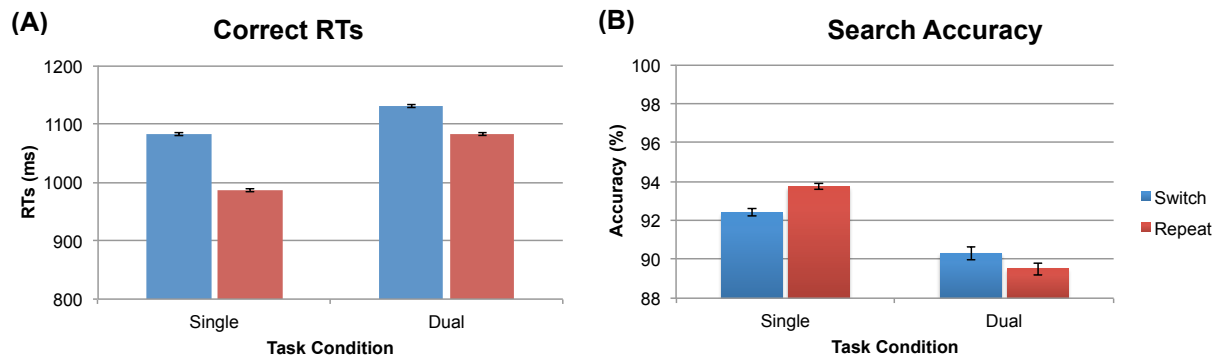 (A)
Correct RTs
1200
1100
1000
900
800
RTs (ms)
Single
Dual
Task Condition
(B)
Search Accuracy
100
98
96
94
92
90
88
Accuracy (%)
Single
Dual
Task Condition
Switch
Repeat